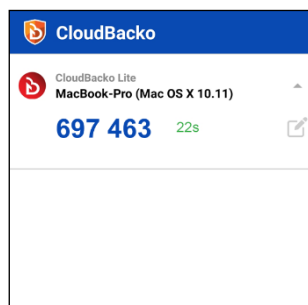 CloudBacko
CloudBacko Lite
MacBook-Pro (Mac OS X 10.11)
697 463 22s